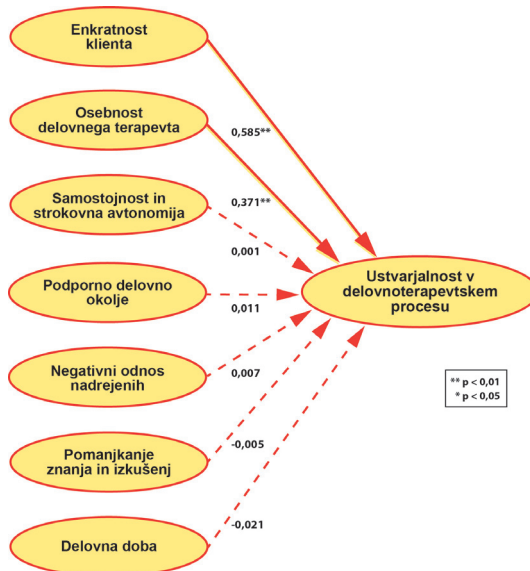 Enkratnost
klienta
Osebnost
delovnega terapevta
0,585**
Samostojnost in
strokovna avtonomija
0,371**
0,001
Podporno delovno
okolje
0,011
Ustvarjalnost v
delovnoterapevtskem
procesu
Negativni odnos
nadrejenih
0,007
** p < 0,01
* p < 0,05
Pomanjkanje
znanja in izkušenj
-0,005
Delovna doba
-0,021